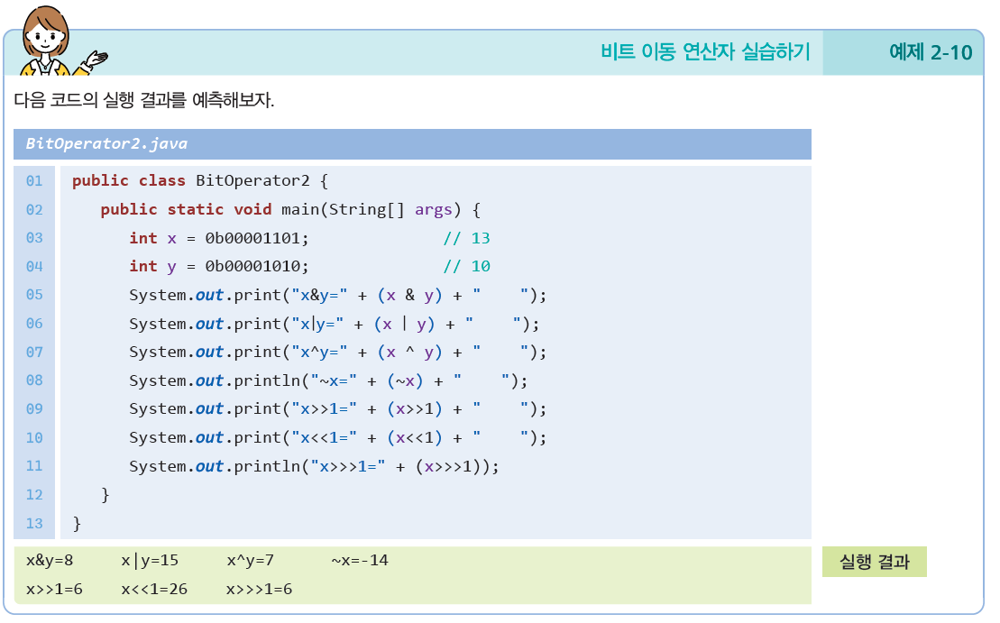 비트 이동 연산자 실습하기 예제 2-10
다음 코드의 실행 결과를 예측해보자.
BitOperator2.java
01 public class BitOperator2 {
02 public static void main(String[] args) {
03 int x = 0b00001101; // 13
04 int y = 0b00001010; // 10
05 System.out.print("x&y=" + (x & y) + "    ");
06 System.out.print("x|y=" + (x | y) + "    ");
07 System.out.print("x^y=" + (x ^ y) + "    ");
08 System.out.println("~x=" + (~x) + "    ");
09 System.out.print("x>>1=" + (x>>1) + "    ");
10 System.out.print("x<<1=" + (x<<1) + "    ");
11 System.out.println("x>>>1=" + (x>>>1));
12 }
13 }
x&y=8 x|y=15 x^y=7 ~x=-14
실행 결과
x>>1=6 x<<1=26 x>>>1=6